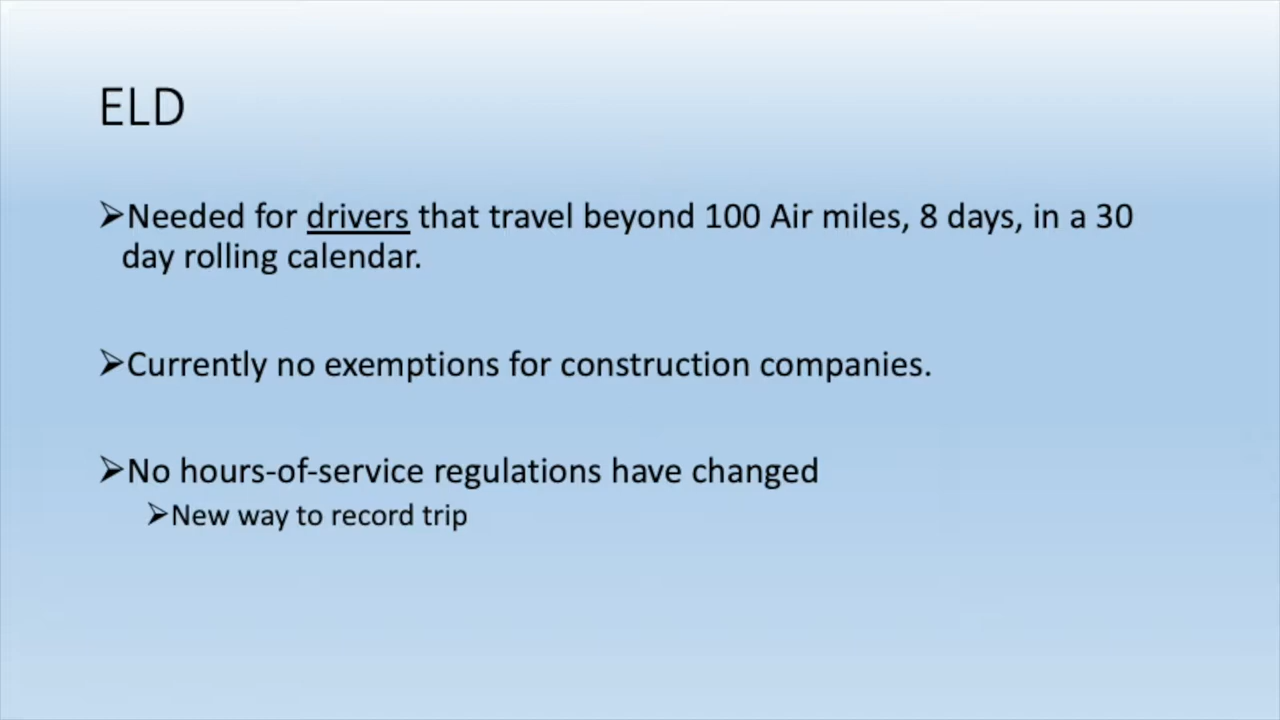 ELD
➢Needed for drivers that travel beyond 100 Air miles, 8 days, in a 30
day rolling calendar.
➢Currently no exemptions for construction companies.
➢No hours-of-service regulations have changed
➢New way to record trip